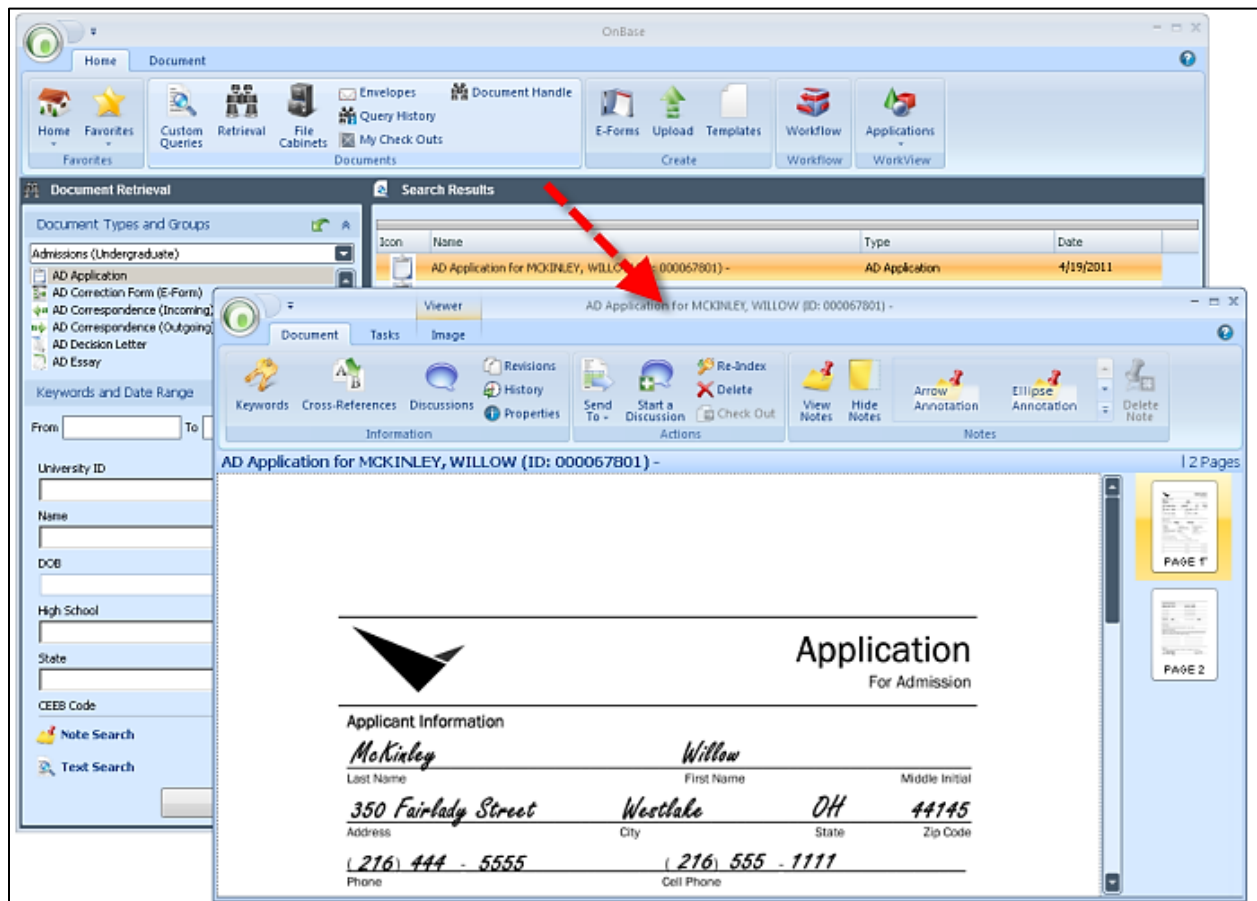 OnBase
Home Document
Home Favorites Custom Queries Retrieval File Cabinets Envelopes Document Handle
Query History
My Check Outs
E-Forms Upload Templates Workflow Applications
Favorites Documents Create Workflow WorkView
Document Retrieval Search Results
Document Types and Groups
Icon Name Type Date
Admissions (Undergraduate)
AD Application AD Application for MCKINLEY, WILLO 000067801) - AD Application 4/19/2011
AD Correction Form (E-Form)
AD Correspondence (Incoming)
AD Correspondence (Outgoing)
AD Decision Letter
AD Essay
Keywords and Date Range
From To
University ID
Name
DOB
High School
State
CEEB Code
Note Search
Text Search
Viewer AD Application for MCKINLEY, WILLOW (ID: 000067801) -
Document Tasks Image
Keywords Cross-References Discussions Revisions
History
Properties
Send To Start a Discussion Re-Index
Delete
Check Out
View Notes Hide Notes Arrow Annotation Ellipse Annotation Delete Note
Information Actions Notes
AD Application for MCKINLEY, WILLOW (ID: 000067801) - | 2 Pages
PAGE 1
PAGE 2
Application
For Admission
Applicant Information
McKinley Willow
Last Name First Name Middle Initial
350 Fairlady Street Westlake OH 44145
Address City State Zip Code
(216) 444 - 5555 (216) 555 - 1111
Phone Cell Phone